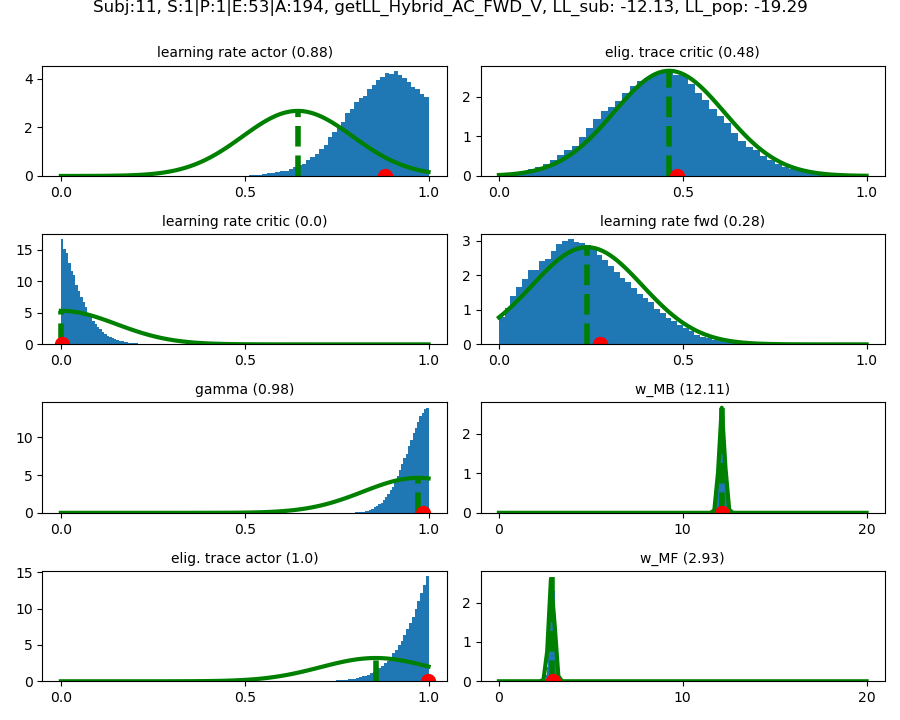 Subj:11, S:1|P:1|E:53|A:194, getLL_Hybrid_AC_FWD_V, LL_sub: -12.13, LL_pop: -19.29
learning rate actor (0.88)
4
2
0
0.0 0.5 1.0
elig. trace critic (0.48)
2
1
0
0.0 0.5 1.0
learning rate critic (0.0)
15
10
5
0
0.0 0.5 1.0
learning rate fwd (0.28)
3
2
1
0
0.0 0.5 1.0
gamma (0.98)
10
5
0
0.0 0.5 1.0
w_MB (12.11)
2
1
0
0 10 20
elig. trace actor (1.0)
15
10
5
0
0.0 0.5 1.0
w_MF (2.93)
2
1
0
0 10 20